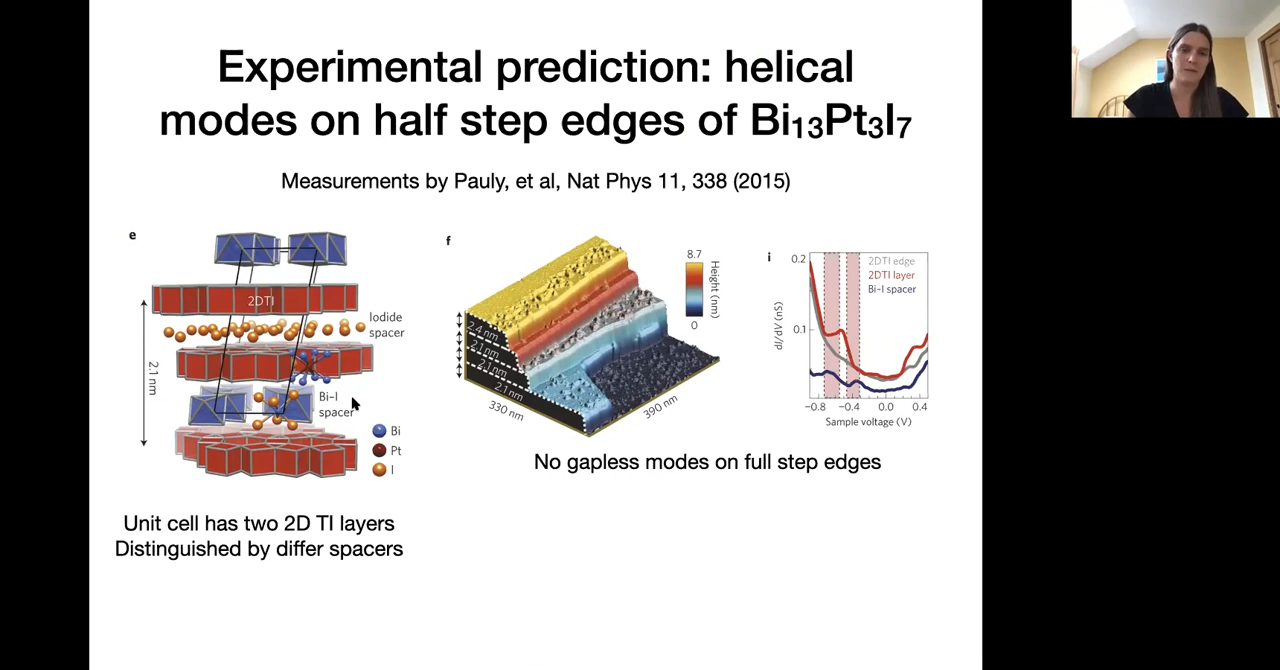 Experimental prediction: helical
modes on half step edges of Bi₁₃Pt₃I₇
Measurements by Pauly, et al, Nat Phys 11, 338 (2015)
e
2DTI
Iodide
spacer
2.1 nm
Bi–I
spacer
Bi
Pt
I
f
2.4 nm
2.1 nm
2.1 nm
2.1 nm
330 nm
390 nm
8.7
Height (nm)
0
i
0.2
0.1
dI/dV (nS)
2DTI edge
2DTI layer
Bi–I spacer
−0.8 −0.4 0.0 0.4
Sample voltage (V)
No gapless modes on full step edges
Unit cell has two 2D TI layers
Distinguished by differ spacers